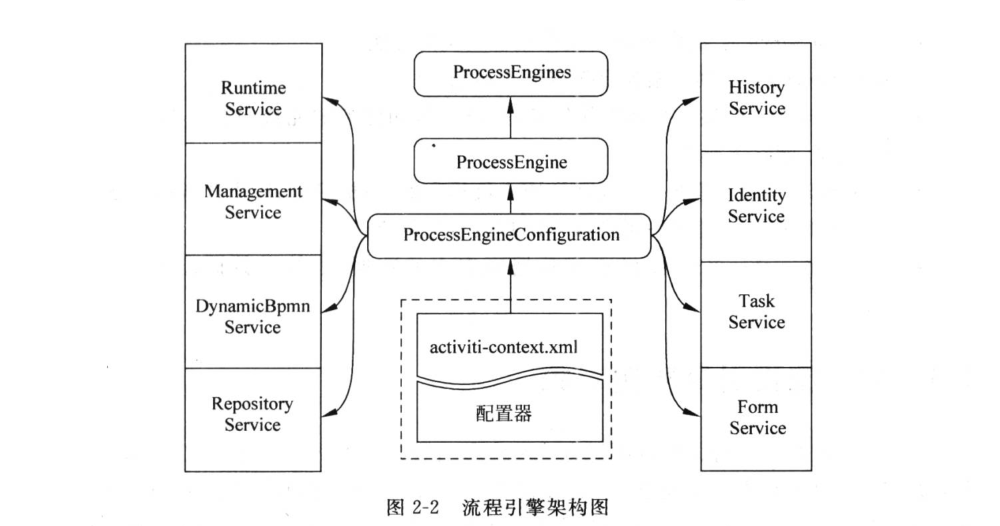 Runtime
Service
Management
Service
DynamicBpmn
Service
Repository
Service
ProcessEngines
ProcessEngine
ProcessEngineConfiguration
activiti-context.xml
配置器
History
Service
Identity
Service
Task
Service
Form
Service
图 2-2 流程引擎架构图